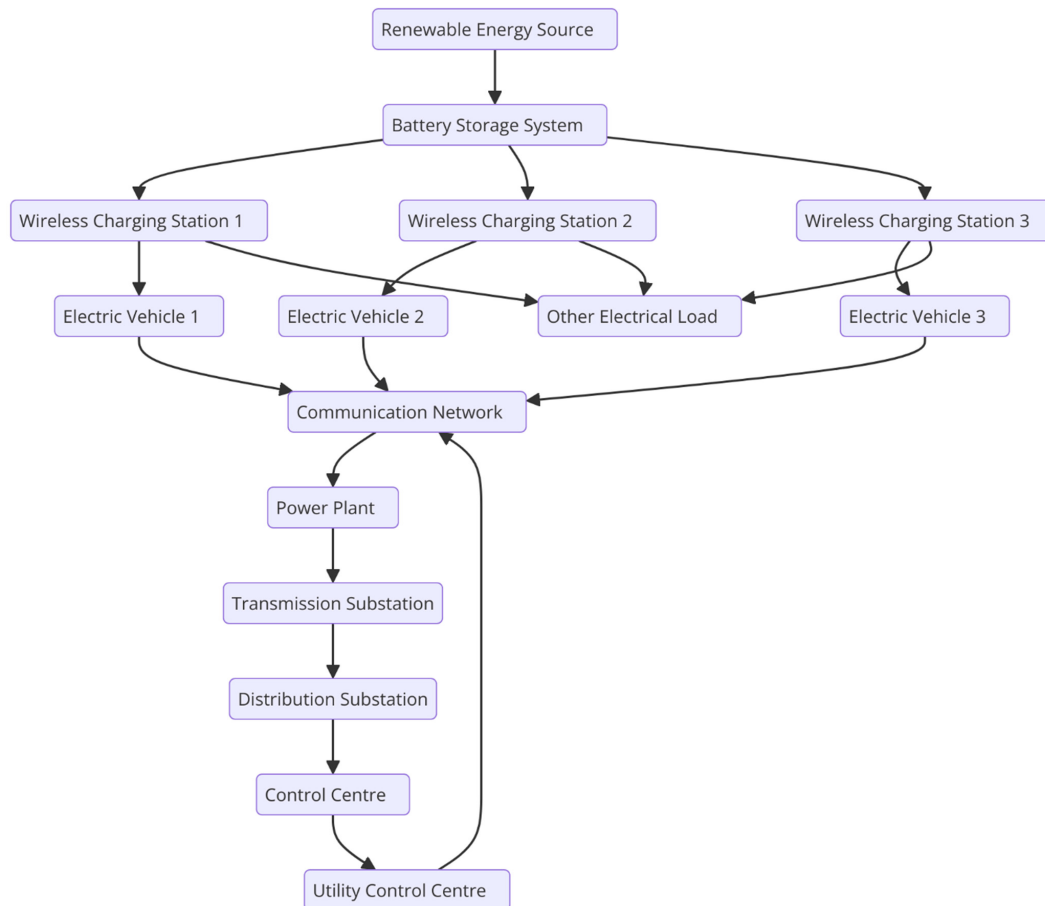 Renewable Energy Source
Battery Storage System
Wireless Charging Station 1
Wireless Charging Station 2
Wireless Charging Station 3
Electric Vehicle 1
Electric Vehicle 2
Other Electrical Load
Electric Vehicle 3
Communication Network
Power Plant
Transmission Substation
Distribution Substation
Control Centre
Utility Control Centre